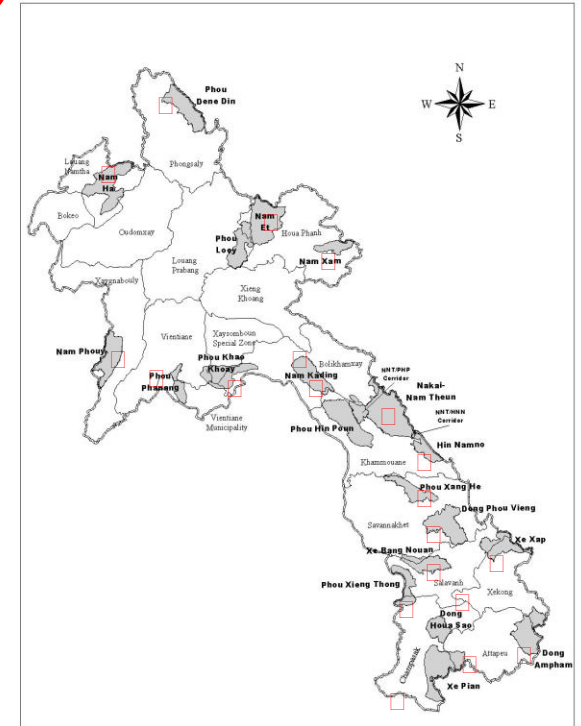 N
W E
S
Phou
Dene Din
Phongsaly
Louang
Namtha
Nam
Ha
Bokeo
Oudomxay
Nam
Et
Houa Phanh
Phou
Loey
Nam Xam
Louang
Prabang
Xaygnabouly
Xieng
Khoang
Vientiane
Xaysomboun
Special Zone
Nam Phouy
Phou Khao
Khoay
Bolikhamxay
Phou
Phanang
Nam Kading
NNT/PHP
Corridor
Nakai-
Nam Theun
Vientiane
Municipality
NNT/HNN
Corridor
Phou Hin Poun
Hin Namno
Khammouane
Phou Xang He
Dong Phou Vieng
Savannakhet
Xe Bang Nouan
Xe Xap
Phou Xieng Thong
Salavanh
Xekong
Dong
Houa Sao
Champasak
Attapeu
Dong
Ampham
Xe Pian